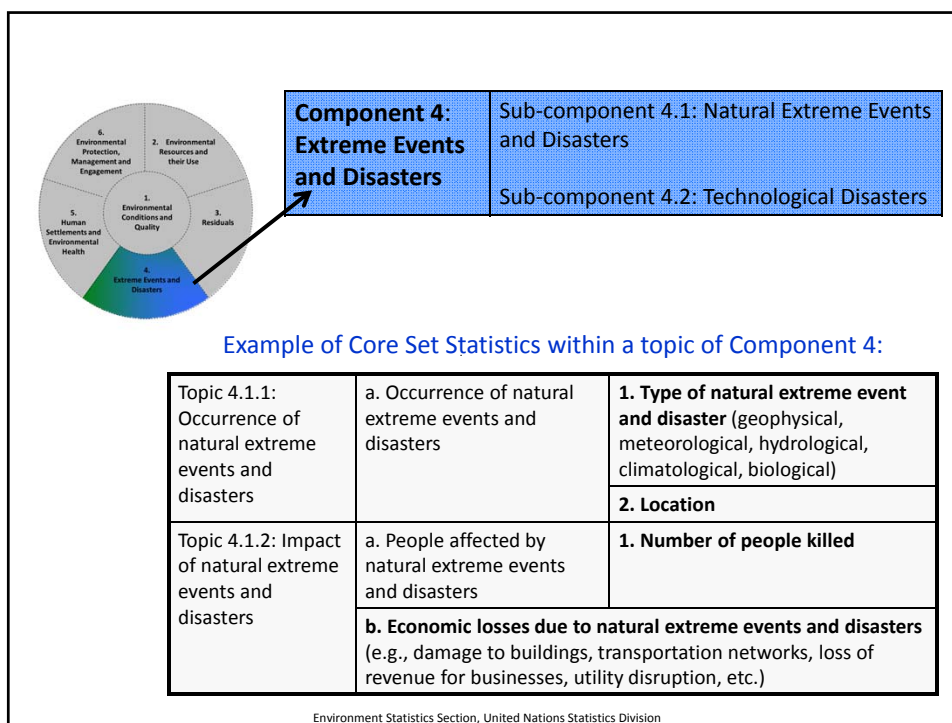 6.
Environmental
Protection,
Management and
Engagement
2. Environmental
Resources and
their Use
1.
Environmental
Conditions and
Quality
3.
Residuals
5.
Human
Settlements and
Environmental
Health
4.
Extreme Events and
Disasters
Component 4:
Extreme Events
and Disasters
Sub-component 4.1: Natural Extreme Events
and Disasters
Sub-component 4.2: Technological Disasters
Example of Core Set Statistics within a topic of Component 4:
Topic 4.1.1:
Occurrence of
natural extreme
events and
disasters
a. Occurrence of natural
extreme events and
disasters
1. Type of natural extreme event
and disaster (geophysical,
meteorological, hydrological,
climatological, biological)
2. Location
Topic 4.1.2: Impact
of natural extreme
events and
disasters
a. People affected by
natural extreme events
and disasters
1. Number of people killed
b. Economic losses due to natural extreme events and disasters
(e.g., damage to buildings, transportation networks, loss of
revenue for businesses, utility disruption, etc.)
Environment Statistics Section, United Nations Statistics Division